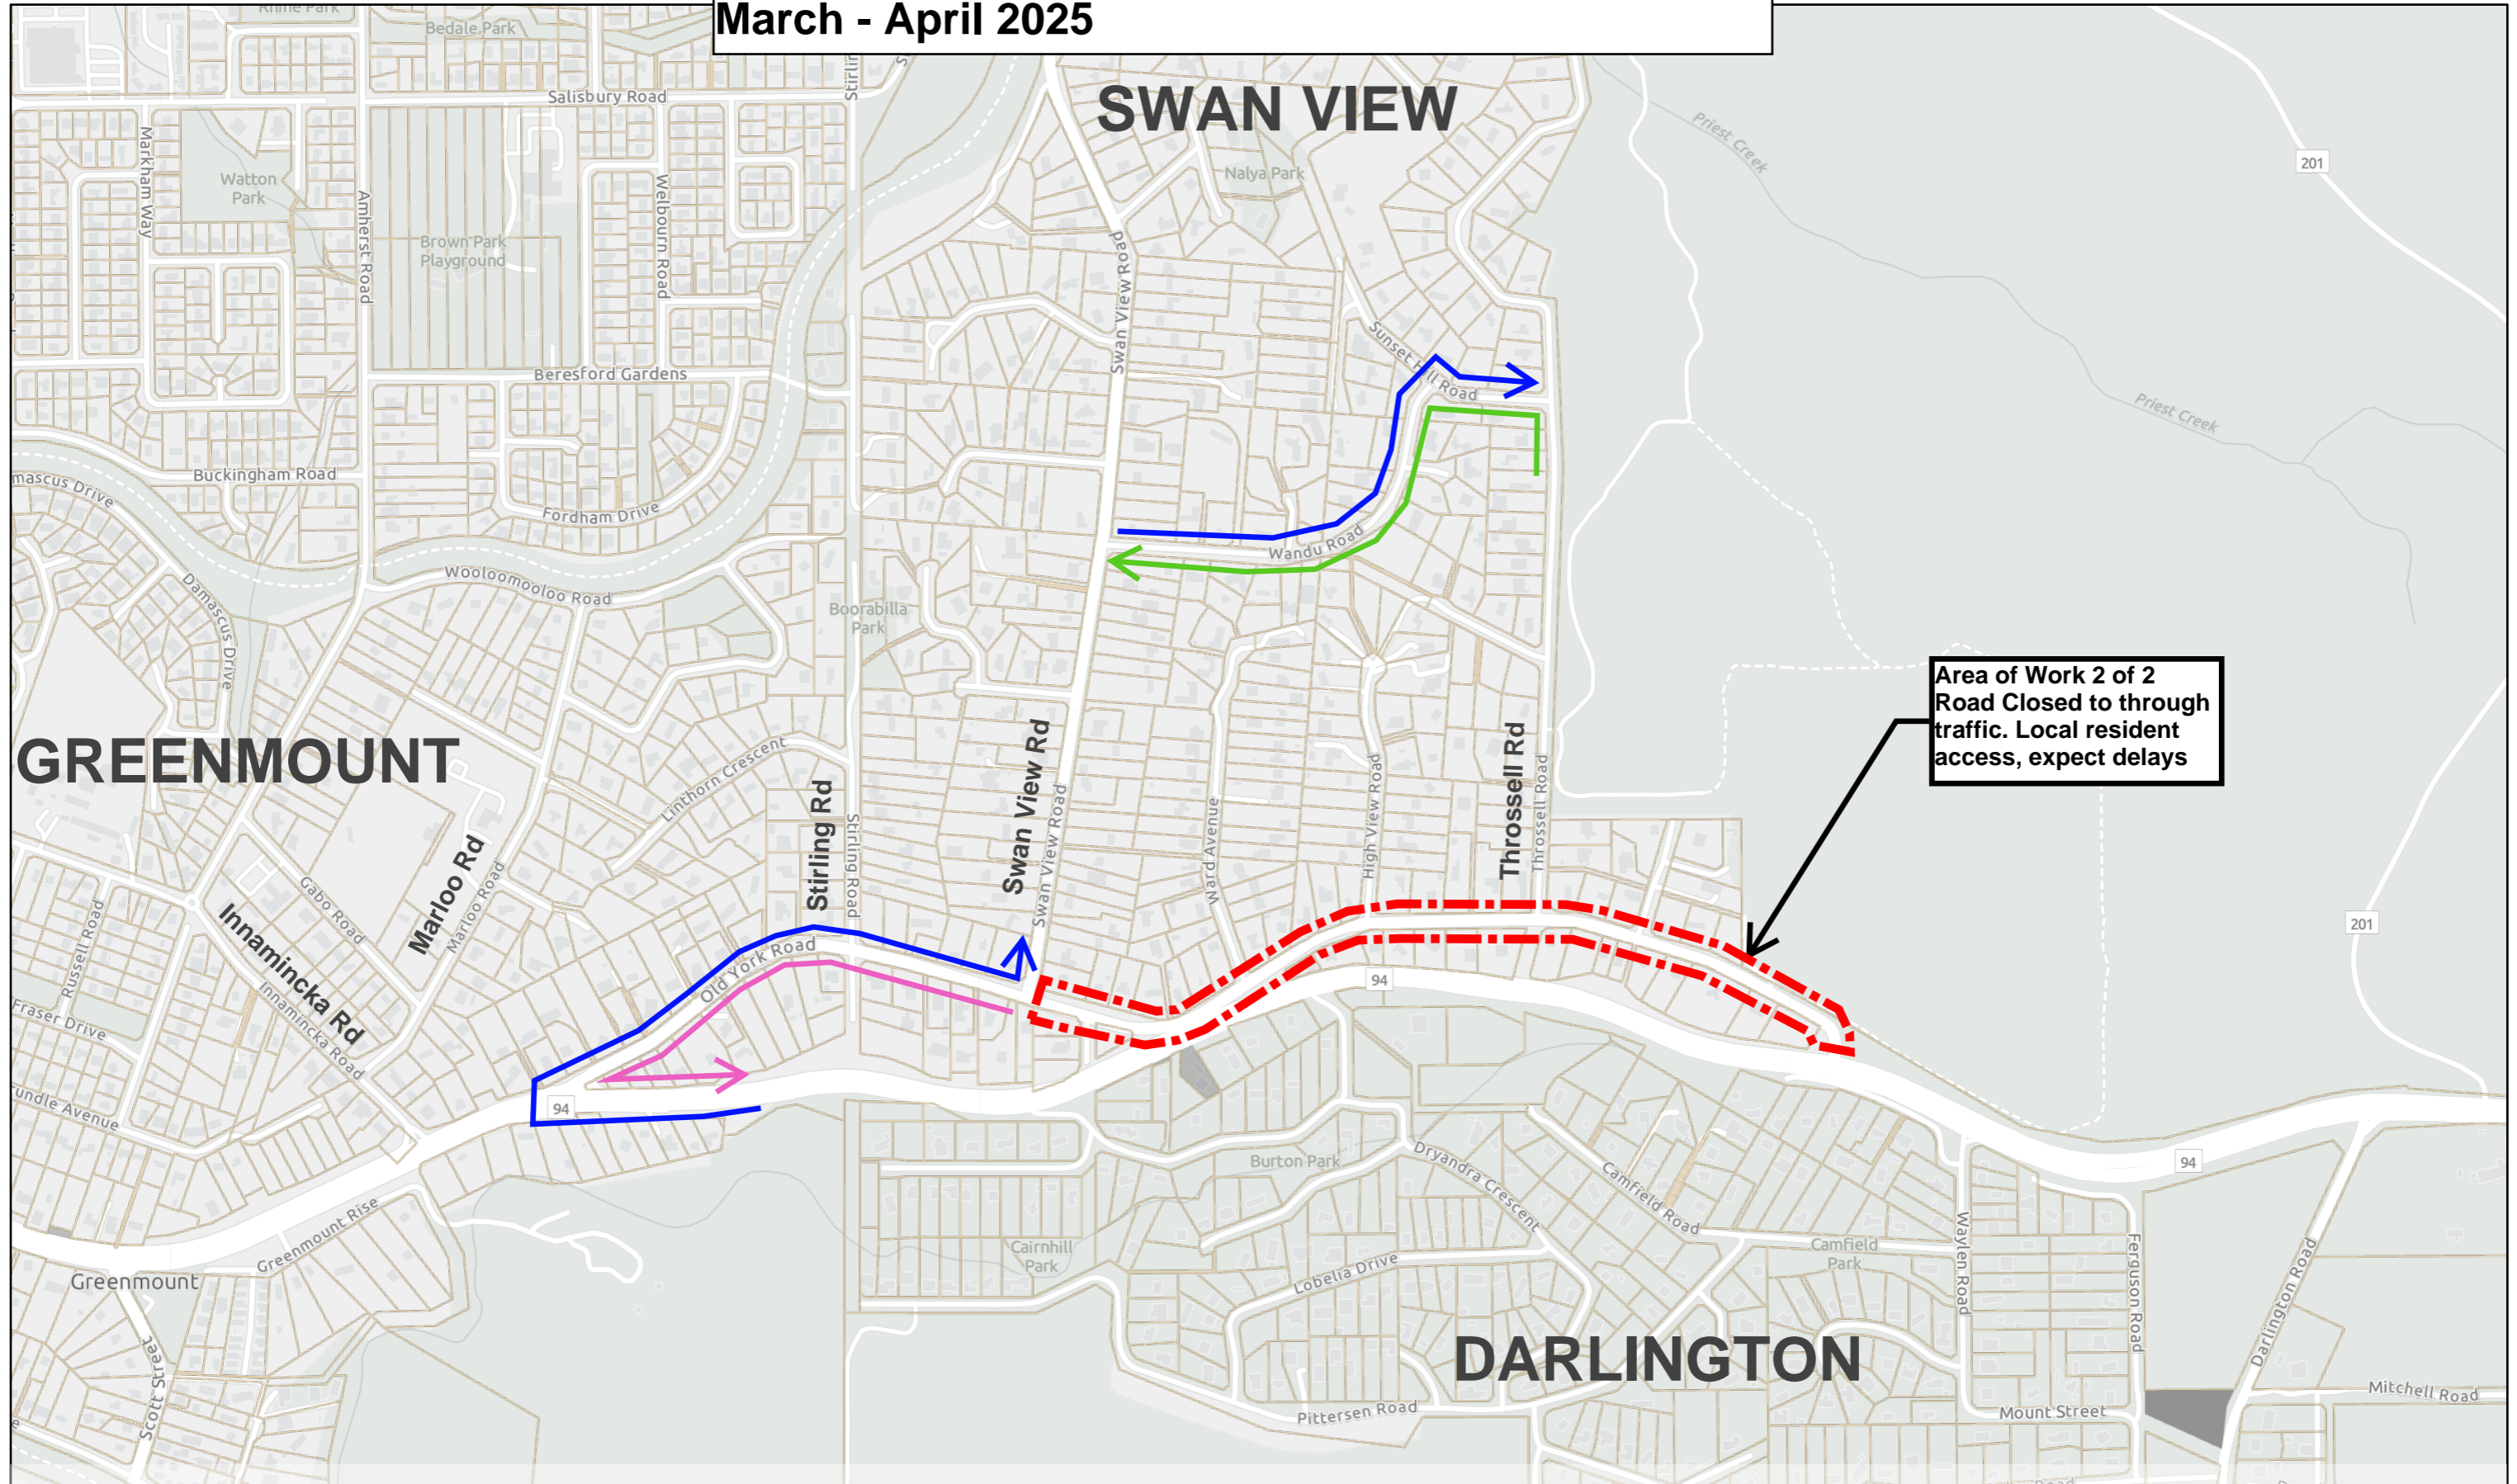 March - April 2025
Rhine Park
Bedale Park
Salisbury Road
SWAN VIEW
Priest Creek
201
Markham Way
Watton
Park
Amherst Road
Welbourn Road
Nalya Park
Brown Park
Playground
Swan View Road
Sunset Hill Road
Beresford Gardens
Priest Creek
Buckingham Road
Fordham Drive
Wandu Road
Wooloomooloo Road
Damascus Drive
Boorabilla
Park
Area of Work 2 of 2
Road Closed to through
traffic. Local resident
access, expect delays
GREENMOUNT
Linthorn Crescent
Stirling Rd
Stirling Road
Swan View Rd
Swan View Road
Ward Avenue
High View Road
Throssell Rd
Throssell Road
Marloo Rd
Marloo Road
Gabo Road
Russell Road
Innamincka Rd
Innamincka Road
Fraser Drive
Old York Road
94
201
94
Burton Park
Dryandra Crescent
Camfield Road
94
Greenmount Rise
Greenmount
Cairnhill
Park
Lobelia Drive
Camfield
Park
Waylen Road
Ferguson Road
Darlington Road
DARLINGTON
Scott Street
Pittersen Road
Mount Street
Mitchell Road